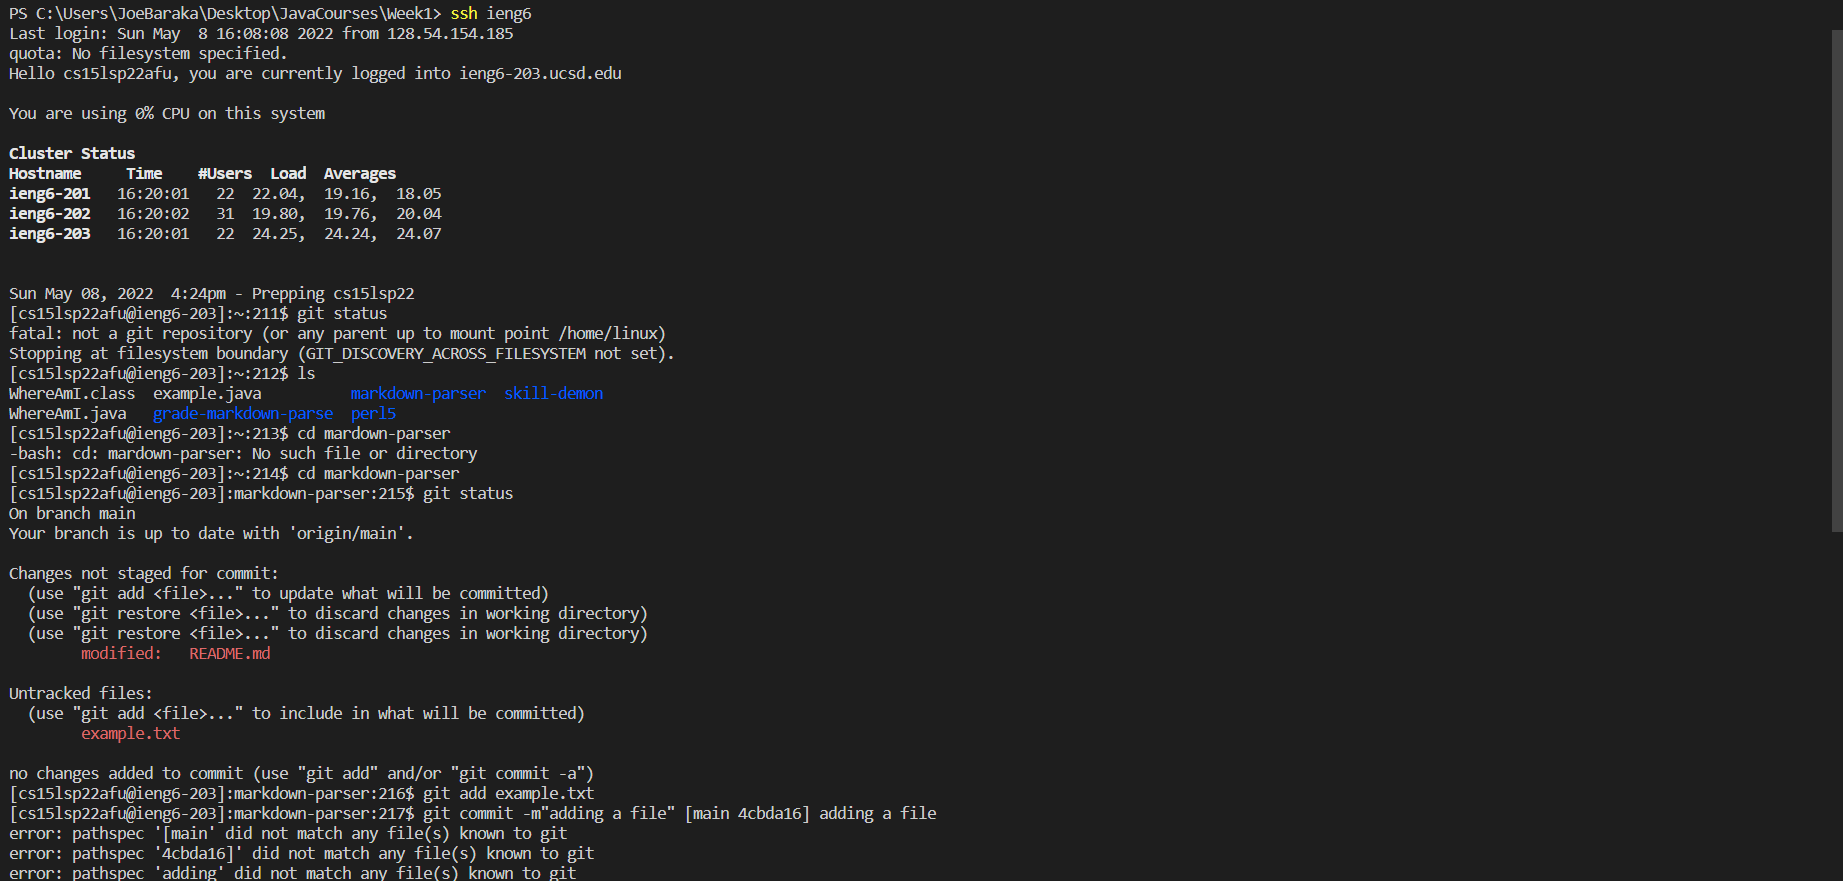 PS C:\Users\JoeBaraka\Desktop\JavaCourses\Week1> ssh ieng6
Last login: Sun May  8 16:08:08 2022 from 128.54.154.185
quota: No filesystem specified.
Hello cs15lsp22afu, you are currently logged into ieng6-203.ucsd.edu

You are using 0% CPU on this system

Cluster Status
Hostname     Time    #Users  Load  Averages
ieng6-201   16:20:01   22  22.04,  19.16,  18.05
ieng6-202   16:20:02   31  19.80,  19.76,  20.04
ieng6-203   16:20:01   22  24.25,  24.24,  24.07

Sun May 08, 2022  4:24pm - Prepping cs15lsp22
[cs15lsp22afu@ieng6-203]:~:211$ git status
fatal: not a git repository (or any parent up to mount point /home/linux)
Stopping at filesystem boundary (GIT_DISCOVERY_ACROSS_FILESYSTEM not set).
[cs15lsp22afu@ieng6-203]:~:212$ ls
WhereAmI.class  example.java          markdown-parser  skill-demon
WhereAmI.java   grade-markdown-parse  perl5
[cs15lsp22afu@ieng6-203]:~:213$ cd mardown-parser
-bash: cd: mardown-parser: No such file or directory
[cs15lsp22afu@ieng6-203]:~:214$ cd markdown-parser
[cs15lsp22afu@ieng6-203]:markdown-parser:215$ git status
On branch main
Your branch is up to date with 'origin/main'.

Changes not staged for commit:
  (use "git add <file>..." to update what will be committed)
  (use "git restore <file>..." to discard changes in working directory)
  (use "git restore <file>..." to discard changes in working directory)
        modified:   README.md

Untracked files:
  (use "git add <file>..." to include in what will be committed)
        example.txt

no changes added to commit (use "git add" and/or "git commit -a")
[cs15lsp22afu@ieng6-203]:markdown-parser:216$ git add example.txt
[cs15lsp22afu@ieng6-203]:markdown-parser:217$ git commit -m"adding a file" [main 4cbda16] adding a file
error: pathspec '[main' did not match any file(s) known to git
error: pathspec '4cbda16]' did not match any file(s) known to git
error: pathspec 'adding' did not match any file(s) known to git